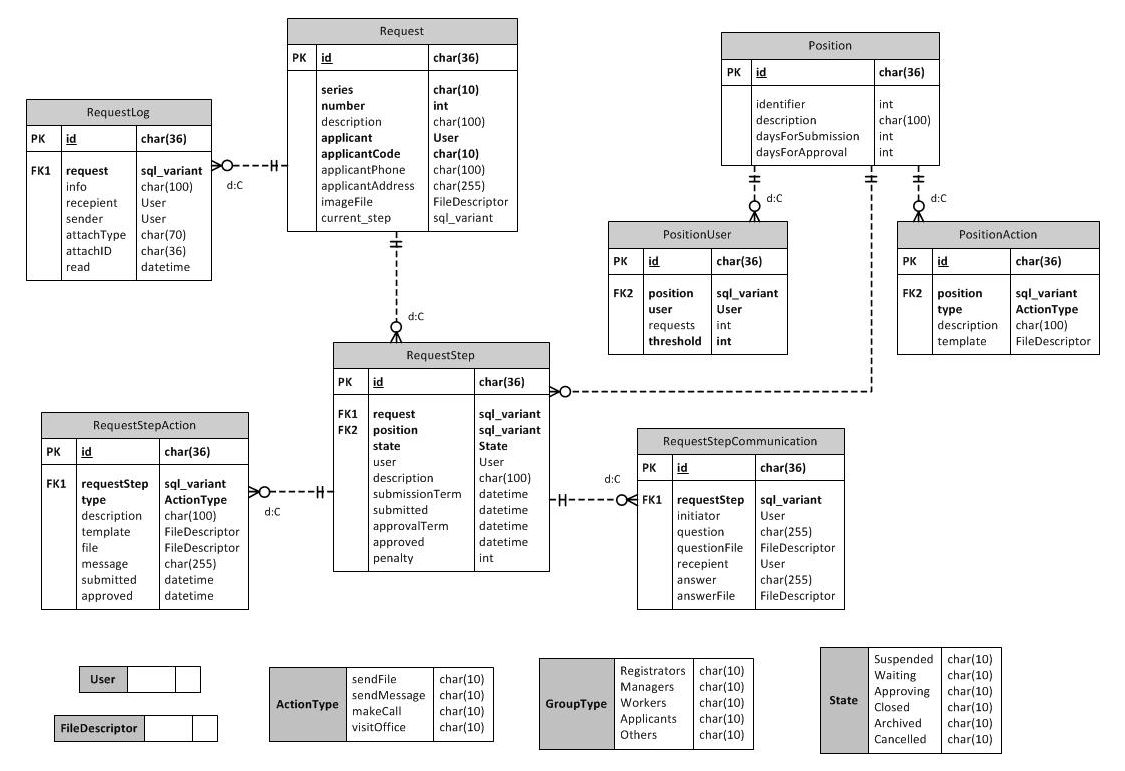 Request
PK id char(36)
series char(10)
number int
description char(100)
applicant User
applicantCode char(10)
applicantPhone char(100)
applicantAddress char(255)
imageFile FileDescriptor
current_step sql_variant
Position
PK id char(36)
identifier int
description char(100)
daysForSubmission int
daysForApproval int
RequestLog
PK id char(36)
FK1 request sql_variant
info char(100)
recepient User
sender User
attachType char(70)
attachID char(36)
read datetime
d:C
d:C
d:C
PositionUser
PK id char(36)
FK2 position sql_variant
user User
requests int
threshold int
PositionAction
PK id char(36)
FK2 position sql_variant
type ActionType
description char(100)
template FileDescriptor
d:C
RequestStep
PK id char(36)
FK1 request sql_variant
FK2 position sql_variant
state State
user User
description char(100)
submissionTerm datetime
submitted datetime
approvalTerm datetime
approved datetime
penalty int
RequestStepAction
PK id char(36)
FK1 requestStep sql_variant
type ActionType
description char(100)
template FileDescriptor
file FileDescriptor
message char(255)
submitted datetime
approved datetime
d:C
d:C
RequestStepCommunication
PK id char(36)
FK1 requestStep sql_variant
initiator User
question char(255)
questionFile FileDescriptor
recepient User
answer char(255)
answerFile FileDescriptor
User
FileDescriptor
ActionType
sendFile char(10)
sendMessage char(10)
makeCall char(10)
visitOffice char(10)
GroupType
Registrators char(10)
Managers char(10)
Workers char(10)
Applicants char(10)
Others char(10)
State
Suspended char(10)
Waiting char(10)
Approving char(10)
Closed char(10)
Archived char(10)
Cancelled char(10)